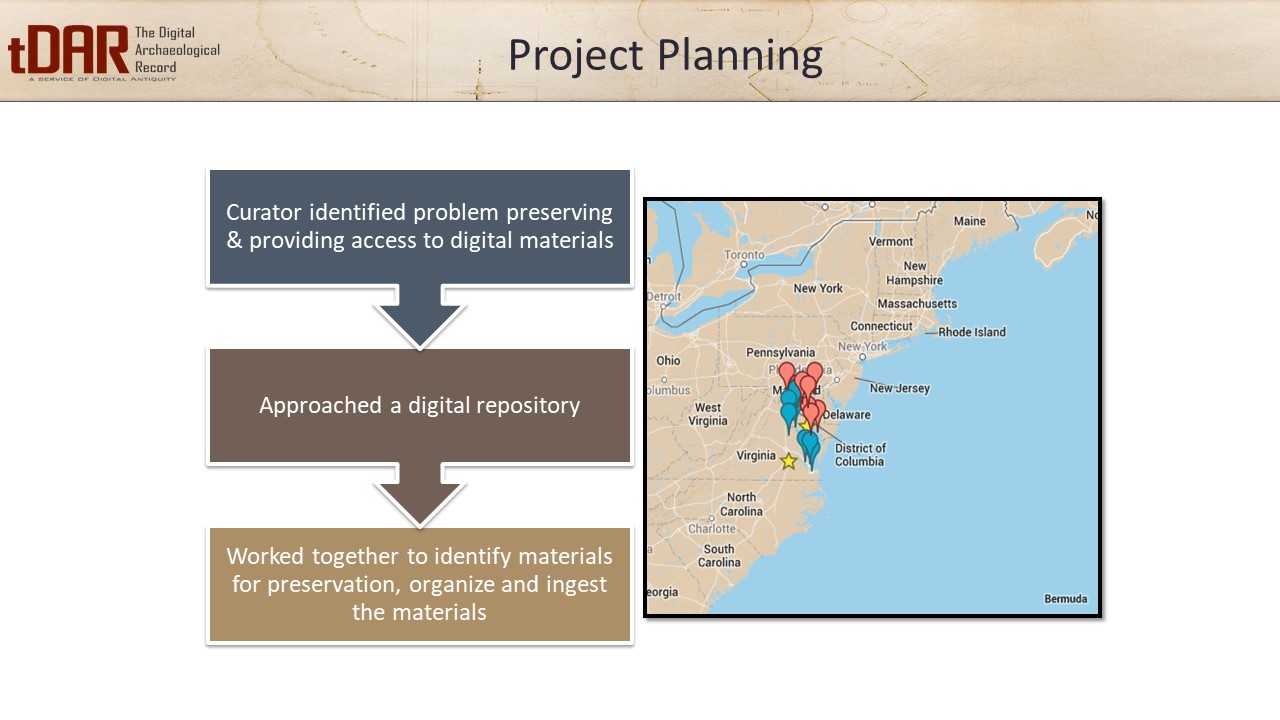 tDAR
The Digital
Archaeological
Record
A SERVICE OF DIGITAL ANTIQUITY
Project Planning
Curator identified problem preserving
& providing access to digital materials
Approached a digital repository
Worked together to identify materials
for preservation, organize and ingest
the materials
Maine
Vermont
Toronto
New
Hampshire
New York
Detroit
Massachusetts
Connecticut
Rhode Island
New York
Pennsylvania
Ohio
olumbus
New Jersey
West
Virginia
Delaware
District of
Columbia
Virginia
North
Carolina
Charlotte
South
Carolina
eorgia
Bermuda